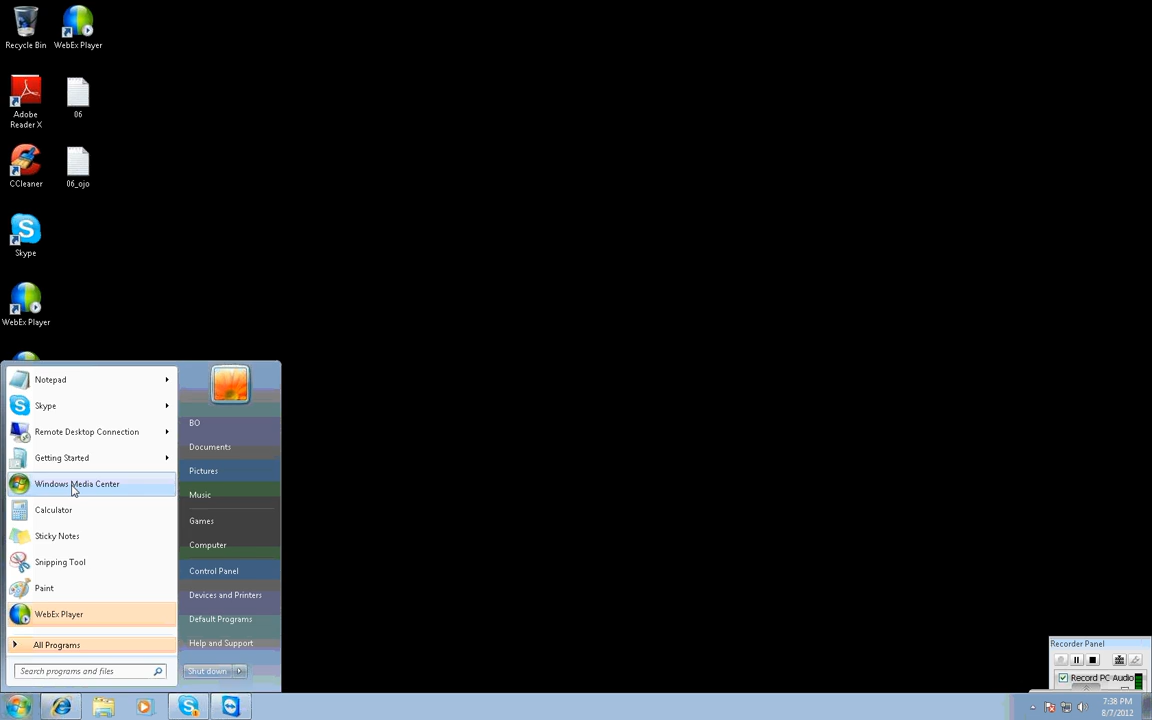 Recycle Bin
WebEx Player
Adobe
Reader X
06
CCleaner
06_ojo
Skype
WebEx Player
Notepad
Skype
Remote Desktop Connection
Getting Started
Windows Media Center
Calculator
Sticky Notes
Snipping Tool
Paint
WebEx Player
All Programs
Search programs and files
BO
Documents
Pictures
Music
Games
Computer
Control Panel
Devices and Printers
Default Programs
Help and Support
Shut down
Recorder Panel
Record PC Audio
7:38 PM
8/7/2012